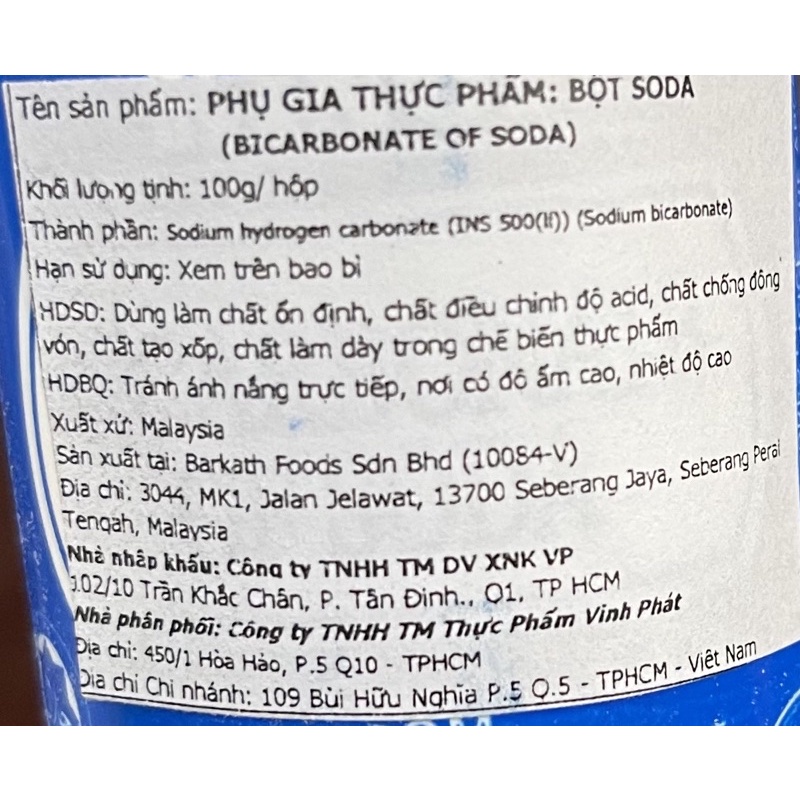 Tên sản phẩm: PHỤ GIA THỰC PHẨM: BỘT SODA
(BICARBONATE OF SODA)
Khối lượng tịnh: 100g/ hộp
Thành phần: Sodium hydrogen carbonate (INS 500(II)) (Sodium bicarbonate)
Hạn sử dụng: Xem trên bao bì
HDSD: Dùng làm chất ổn định, chất điều chỉnh độ acid, chất chống đông
vón, chất tạo xốp, chất làm dày trong chế biến thực phẩm
HDBQ: Tránh ánh nắng trực tiếp, nơi có độ ẩm cao, nhiệt độ cao
Xuất xứ: Malaysia
Sản xuất tại: Barkath Foods Sdn Bhd (10084-V)
Địa chỉ: 3044, MK1, Jalan Jelawat, 13700 Seberang Jaya, Seberang Perai
Tengah, Malaysia
Nhà nhập khẩu: Công ty TNHH TM DV XNK VP
102/10 Trần Khắc Chân, P. Tân Định., Q1, TP HCM
Nhà phân phối: Công ty TNHH TM Thực Phẩm Vinh Phát
Địa chỉ: 450/1 Hòa Hảo, P.5 Q10 - TPHCM
Địa chỉ Chi nhánh: 109 Bùi Hữu Nghĩa P.5 Q.5 - TPHCM - Việt Nam